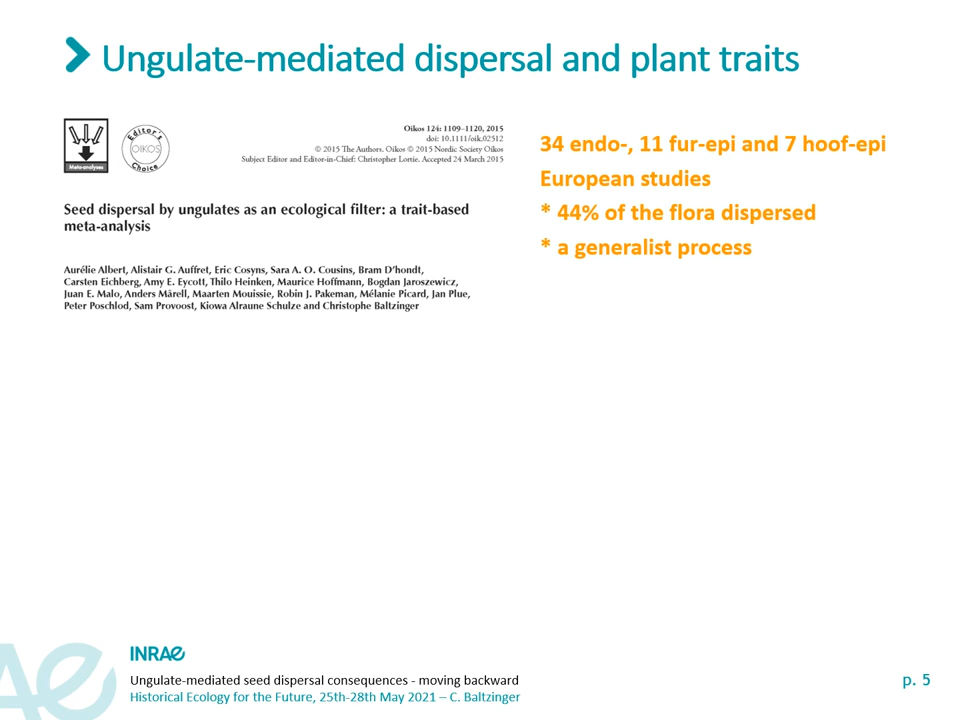 Ungulate-mediated dispersal and plant traits
Meta-analyses
Editor's
OIKOS
Choice
Oikos 124: 1109–1120, 2015
doi: 10.1111/oik.02512
© 2015 The Authors. Oikos © 2015 Nordic Society Oikos
Subject Editor and Editor-in-Chief: Christopher Lortie. Accepted 24 March 2015
34 endo-, 11 fur-epi and 7 hoof-epi
European studies
* 44% of the flora dispersed
* a generalist process
Seed dispersal by ungulates as an ecological filter: a trait-based
meta-analysis
Aurélie Albert, Alistair G. Auffret, Eric Cosyns, Sara A. O. Cousins, Bram D'hondt,
Carsten Eichberg, Amy E. Eycott, Thilo Heinken, Maurice Hoffmann, Bogdan Jaroszewicz,
Juan E. Malo, Anders Mårell, Maarten Mouissie, Robin J. Pakeman, Mélanie Picard, Jan Plue,
Peter Poschlod, Sam Provoost, Kiowa Alraune Schulze and Christophe Baltzinger
INRAE
Ungulate-mediated seed dispersal consequences - moving backward
Historical Ecology for the Future, 25th-28th May 2021 – C. Baltzinger
p. 5